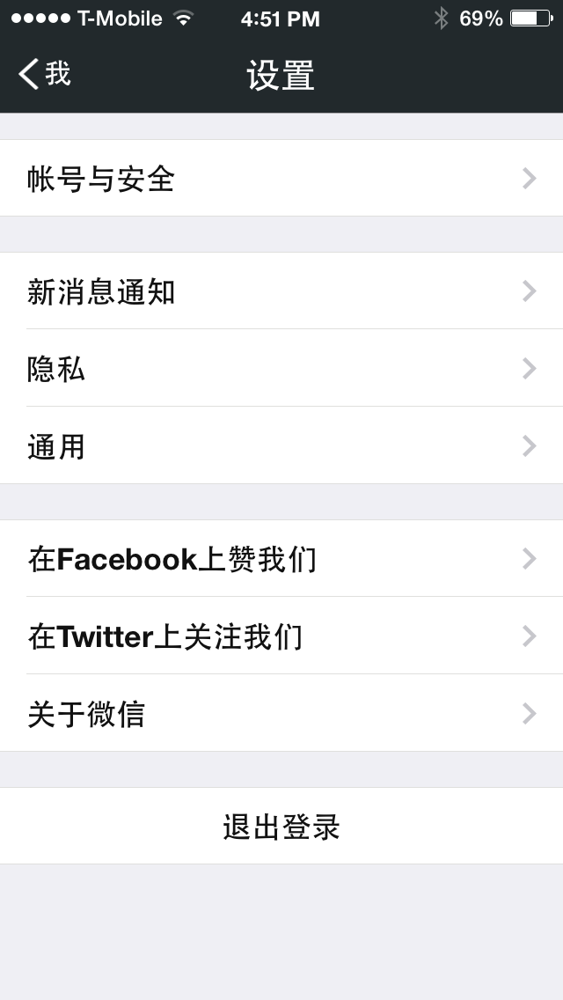 T-Mobile 4:51 PM 69%
我 设置
帐号与安全
新消息通知
隐私
通用
在Facebook上赞我们
在Twitter上关注我们
关于微信
退出登录